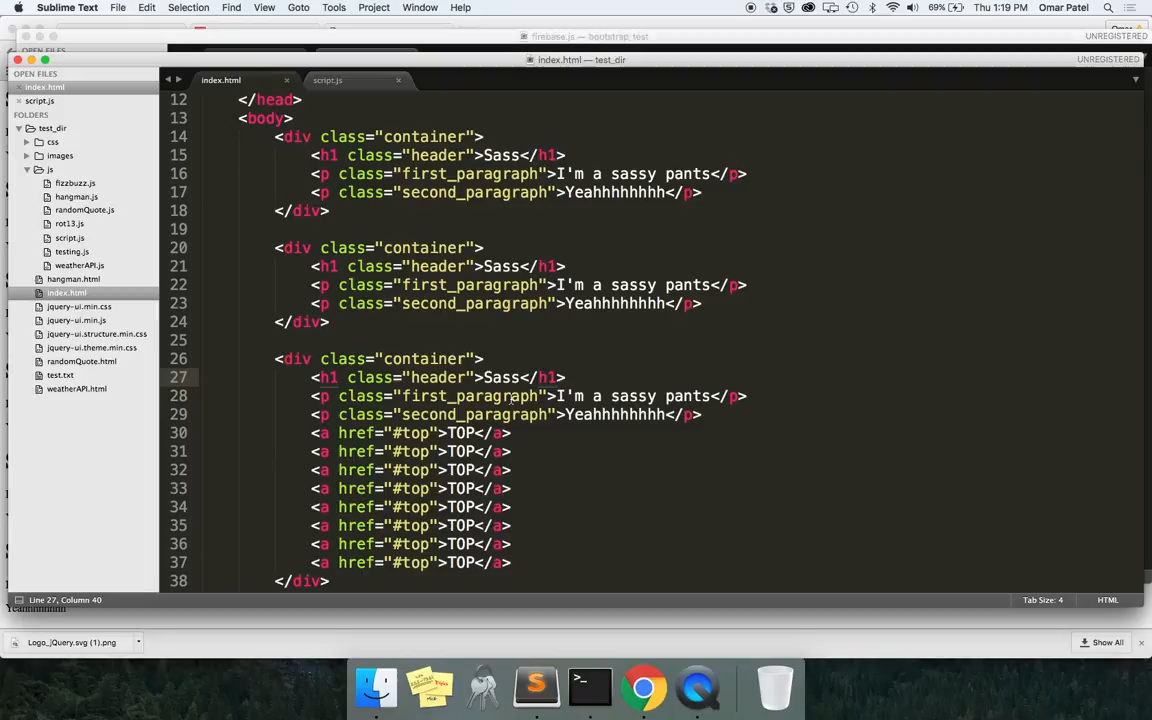 Sublime Text File Edit Selection Find View Goto Tools Project Window Help 69% Thu 1:19 PM Omar Patel
firebase.js — bootstrap_test UNREGISTERED
index.html — test_dir UNREGISTERED
OPEN FILES
index.html
script.js
FOLDERS
test_dir
css
images
js
fizzbuzz.js
hangman.js
randomQuote.js
rot13.js
script.js
testing.js
weatherAPI.js
hangman.html
index.html
jquery-ui.min.css
jquery-ui.min.js
jquery-ui.structure.min.css
jquery-ui.theme.min.css
randomQuote.html
test.txt
weatherAPI.html
index.html script.js
12 </head>
13 <body>
14 <div class="container">
15 <h1 class="header">Sass</h1>
16 <p class="first_paragraph">I'm a sassy pants</p>
17 <p class="second_paragraph">Yeahhhhhhhh</p>
18 </div>
19
20 <div class="container">
21 <h1 class="header">Sass</h1>
22 <p class="first_paragraph">I'm a sassy pants</p>
23 <p class="second_paragraph">Yeahhhhhhhh</p>
24 </div>
25
26 <div class="container">
27 <h1 class="header">Sass</h1>
28 <p class="first_paragraph">I'm a sassy pants</p>
29 <p class="second_paragraph">Yeahhhhhhhh</p>
30 <a href="#top">TOP</a>
31 <a href="#top">TOP</a>
32 <a href="#top">TOP</a>
33 <a href="#top">TOP</a>
34 <a href="#top">TOP</a>
35 <a href="#top">TOP</a>
36 <a href="#top">TOP</a>
37 <a href="#top">TOP</a>
38 </div>
Line 27, Column 40 Tab Size: 4 HTML
Logo_jQuery.svg (1).png Show All